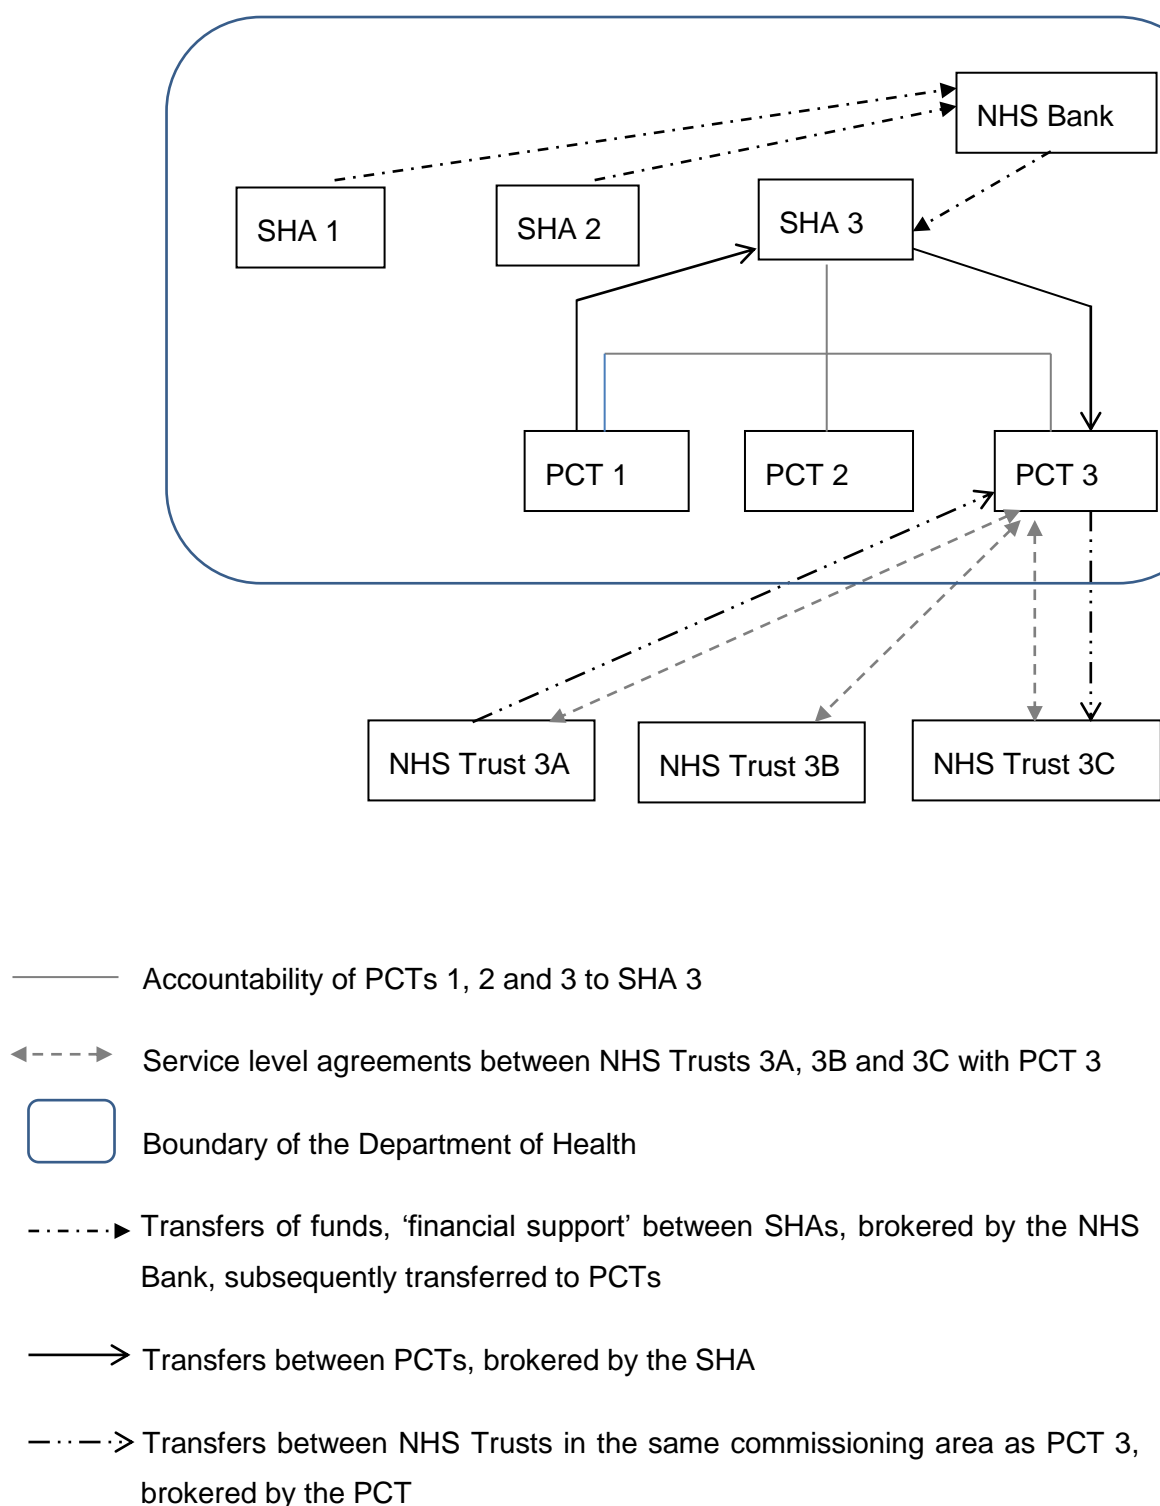 NHS Bank
SHA 1
SHA 2
SHA 3
PCT 1
PCT 2
PCT 3
NHS Trust 3A
NHS Trust 3B
NHS Trust 3C
Accountability of PCTs 1, 2 and 3 to SHA 3
Service level agreements between NHS Trusts 3A, 3B and 3C with PCT 3
Boundary of the Department of Health
Transfers of funds, ‘financial support’ between SHAs, brokered by the NHS
Bank, subsequently transferred to PCTs
Transfers between PCTs, brokered by the SHA
Transfers between NHS Trusts in the same commissioning area as PCT 3,
brokered by the PCT